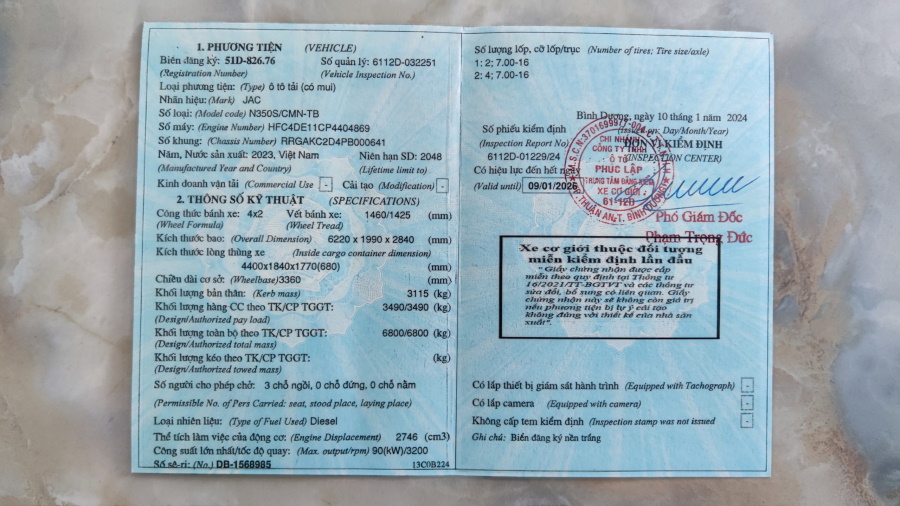 1. PHƯƠNG TIỆN (VEHICLE)
Biển đăng ký: 51D-826.76 Số quản lý: 6112D-032251
(Registration Number) (Vehicle Inspection No.)
Loại phương tiện: (Type) ô tô tải (có mui)
Nhãn hiệu: (Mark) JAC
Số loại: (Model code) N350S/CMN-TB
Số máy: (Engine Number) HFC4DE11CP4404869
Số khung: (Chassis Number) RRGAKC2D4PB000641
Năm, Nước sản xuất: 2023, Việt Nam Niên hạn SD: 2048
(Manufactured Year and Country) (Lifetime limit to)
Kinh doanh vận tải (Commercial Use) - Cải tạo (Modification) -
2. THÔNG SỐ KỸ THUẬT (SPECIFICATIONS)
Công thức bánh xe: 4x2 Vết bánh xe: 1460/1425 (mm)
(Wheel Formula) (Wheel Tread)
Kích thước bao: (Overall Dimension) 6220 x 1990 x 2840 (mm)
Kích thước lòng thùng xe (Inside cargo container dimension)
4400x1840x1770(680) (mm)
Chiều dài cơ sở: (Wheelbase) 3360 (mm)
Khối lượng bản thân: (Kerb mass) 3115 (kg)
Khối lượng hàng CC theo TK/CP TGGT: 3490/3490 (kg)
(Design/Authorized pay load)
Khối lượng toàn bộ theo TK/CP TGGT: 6800/6800 (kg)
(Design/Authorized total mass)
Khối lượng kéo theo TK/CP TGGT: (kg)
(Design/Authorized towed mass)
Số người cho phép chở: 3 chỗ ngồi, 0 chỗ đứng, 0 chỗ nằm
(Permissible No. of Pers Carried: seat, stood place, laying place)
Loại nhiên liệu: (Type of Fuel Used) Diesel
Thể tích làm việc của động cơ: (Engine Displacement) 2746 (cm3)
Công suất lớn nhất/tốc độ quay: (Max. output/rpm) 90(kW)/3200
Số sê-ri: (No.) DB-1568985 13C0B224
Số lượng lốp, cỡ lốp/trục (Number of tires; Tire size/axle)
1: 2; 7.00-16
2: 4; 7.00-16
Bình Dương, ngày 10 tháng 1 năm 2024
Số phiếu kiểm định (Issued on: Day/Month/Year)
(Inspection Report No) ĐƠN VỊ KIỂM ĐỊNH
6112D-01229/24 (INSPECTION CENTER)
Có hiệu lực đến hết ngày
(Valid until) 09/01/2026
CHI NHÁNH
CÔNG TY TNHH
Ô TÔ
PHÚC LẬP
TRUNG TÂM ĐĂNG KIỂM
XE CƠ GIỚI
61-12D
Phó Giám Đốc
Phạm Trọng Đức
Xe cơ giới thuộc đối tượng
miễn kiểm định lần đầu
"Giấy chứng nhận được cấp
miễn theo quy định tại Thông tư
16/2021/TT-BGTVT và các thông tư
sửa đổi, bổ sung có liên quan. Giấy
chứng nhận này sẽ không còn giá trị
nếu phương tiện bị tự ý cải tạo
không đúng với thiết kế của nhà sản
xuất".
Có lắp thiết bị giám sát hành trình (Equipped with Tachograph) -
Có lắp camera (Equipped with camera) -
Không cấp tem kiểm định (Inspection stamp was not issued -
Ghi chú: Biển đăng ký nền trắng